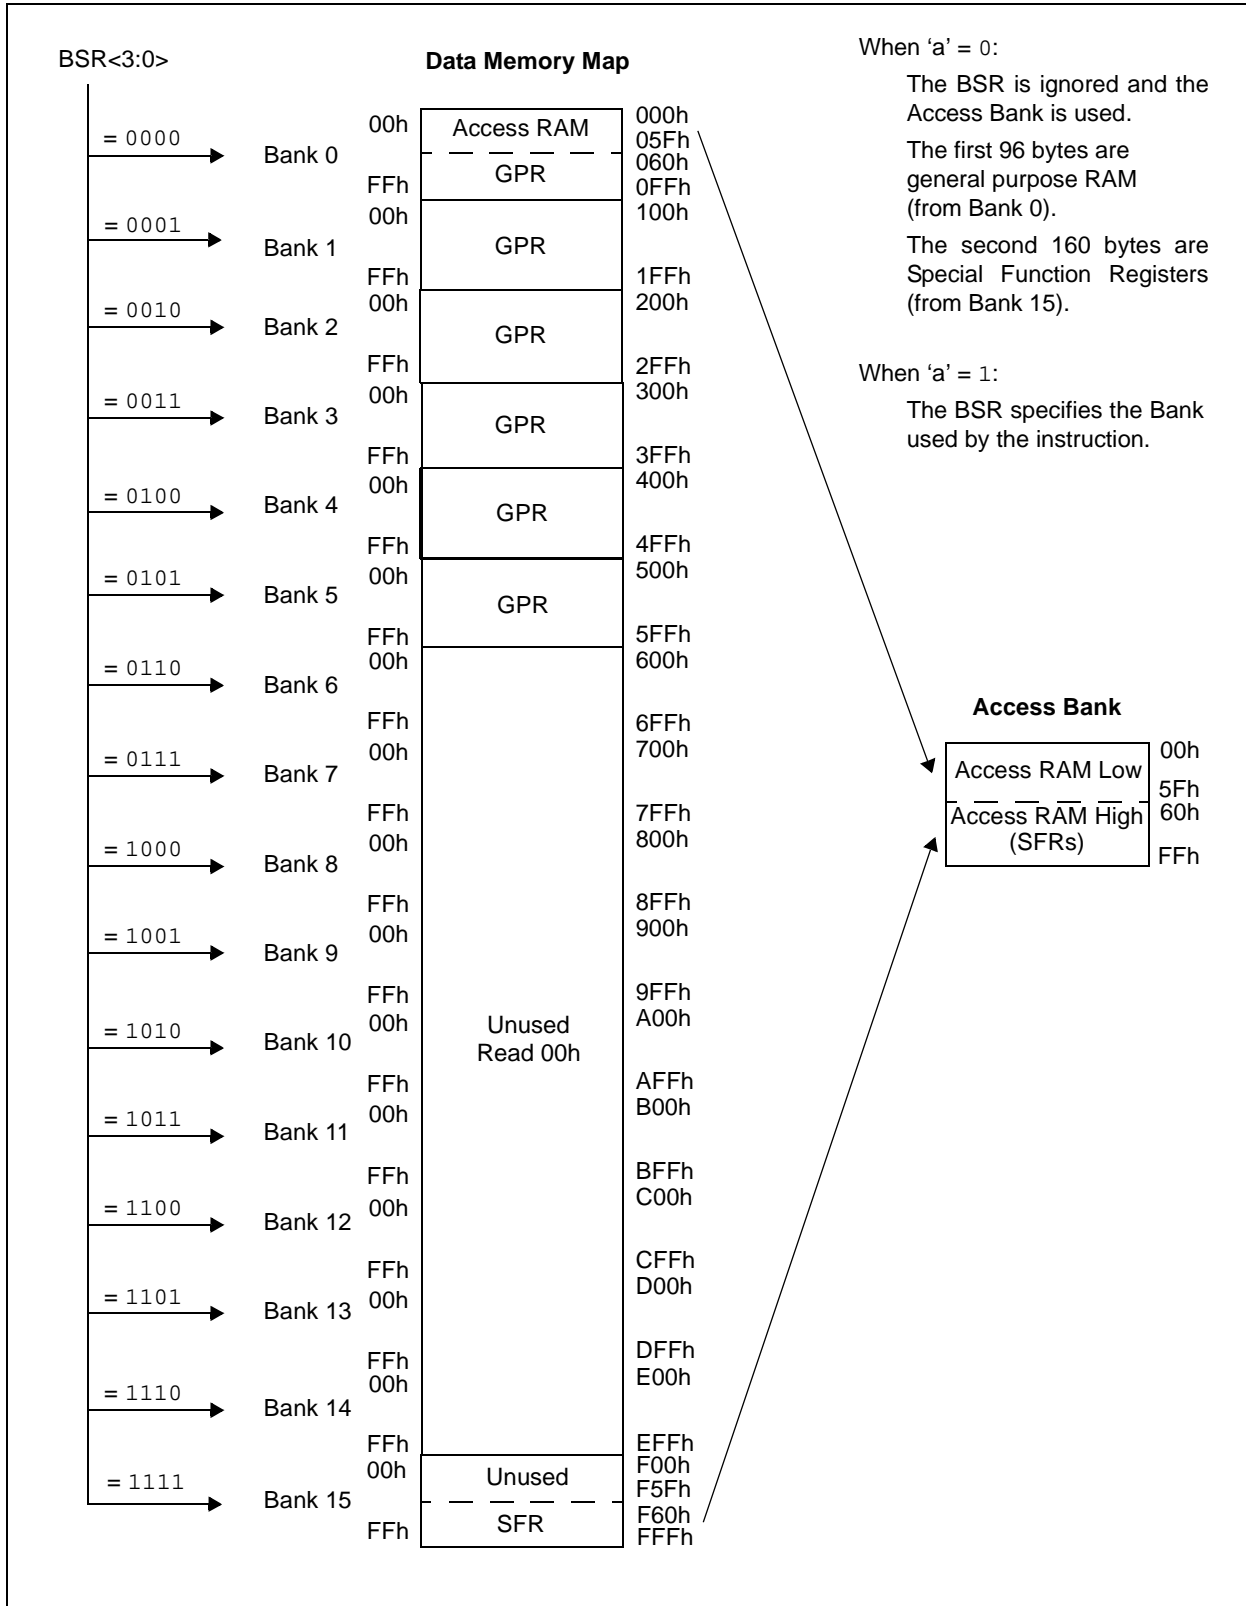 BSR<3:0>
Data Memory Map
When ‘a’ = 0:
The BSR is ignored and the
Access Bank is used.
The first 96 bytes are
general purpose RAM
(from Bank 0).
The second 160 bytes are
Special Function Registers
(from Bank 15).
When ‘a’ = 1:
The BSR specifies the Bank
used by the instruction.
= 0000
Bank 0
00h
FFh
Access RAM
GPR
000h
05Fh
060h
0FFh
= 0001
Bank 1
00h
FFh
GPR
100h
1FFh
= 0010
Bank 2
00h
FFh
GPR
200h
2FFh
= 0011
Bank 3
00h
FFh
GPR
300h
3FFh
= 0100
Bank 4
00h
FFh
GPR
400h
4FFh
= 0101
Bank 5
00h
FFh
GPR
500h
5FFh
= 0110
Bank 6
00h
FFh
600h
6FFh
= 0111
Bank 7
00h
FFh
700h
7FFh
= 1000
Bank 8
00h
FFh
800h
8FFh
= 1001
Bank 9
00h
FFh
900h
9FFh
= 1010
Bank 10
00h
FFh
Unused
Read 00h
A00h
AFFh
= 1011
Bank 11
00h
FFh
B00h
BFFh
= 1100
Bank 12
00h
FFh
C00h
CFFh
= 1101
Bank 13
00h
FFh
D00h
DFFh
= 1110
Bank 14
00h
FFh
E00h
EFFh
= 1111
Bank 15
00h
FFh
Unused
SFR
F00h
F5Fh
F60h
FFFh
Access Bank
Access RAM Low
Access RAM High
(SFRs)
00h
5Fh
60h
FFh